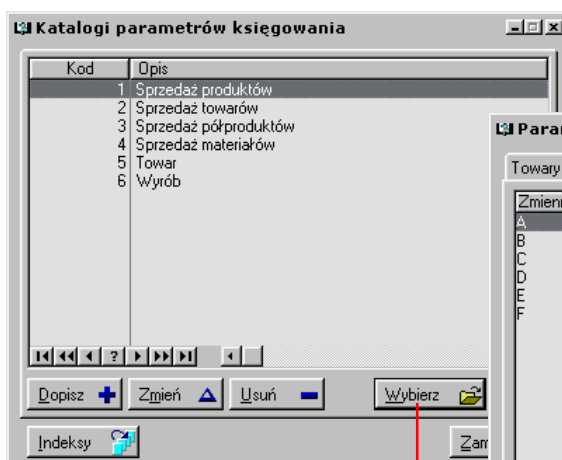 Katalogi parametrów księgowania
Kod Opis
1 Sprzedaż produktów
2 Sprzedaż towarów
3 Sprzedaż półproduktów
4 Sprzedaż materiałów
5 Towar
6 Wyrób
?
Dopisz Zmień Usuń Wybierz
Indeksy
Towary
A
B
C
D
E
F